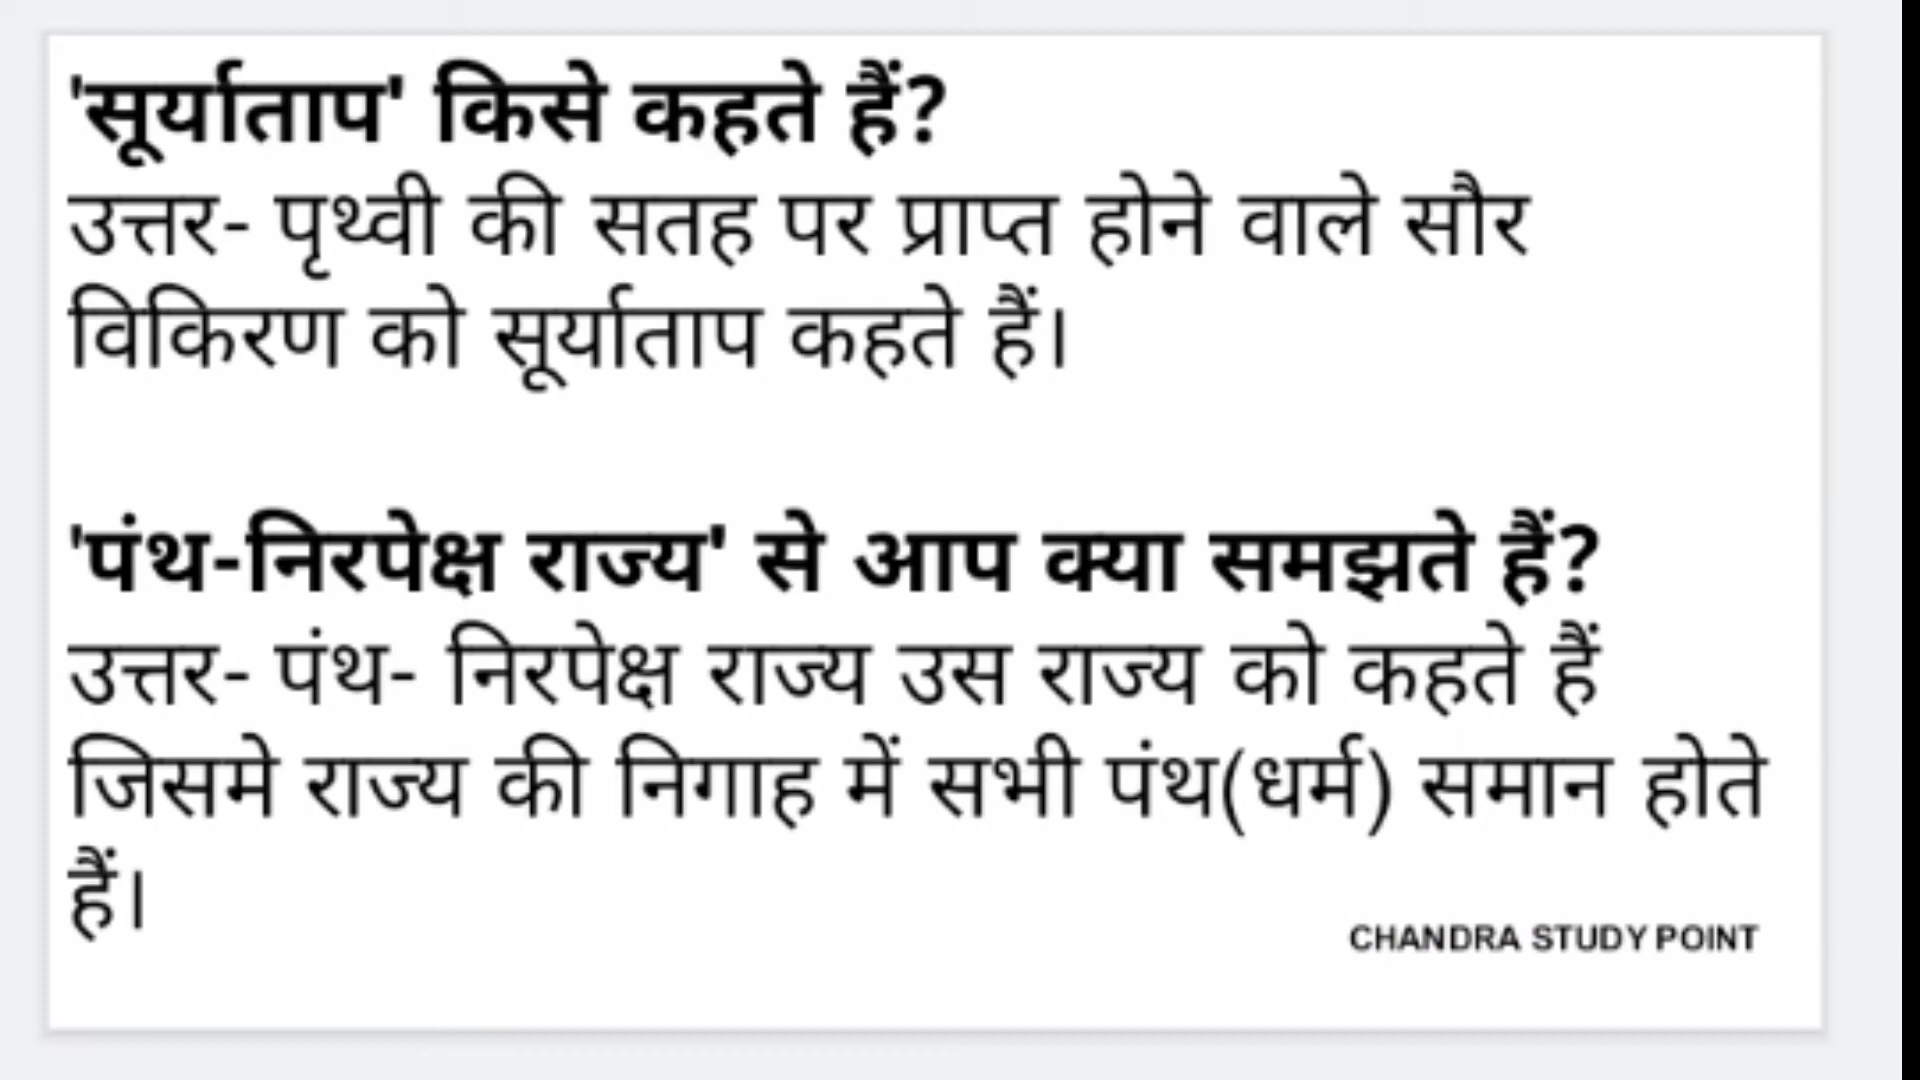 'सूर्याताप' किसे कहते हैं?
उत्तर- पृथ्वी की सतह पर प्राप्त होने वाले सौर
विकिरण को सूर्याताप कहते हैं।
'पंथ-निरपेक्ष राज्य' से आप क्या समझते हैं?
उत्तर- पंथ- निरपेक्ष राज्य उस राज्य को कहते हैं
जिसमे राज्य की निगाह में सभी पंथ(धर्म) समान होते
हैं।
CHANDRA STUDY POINT